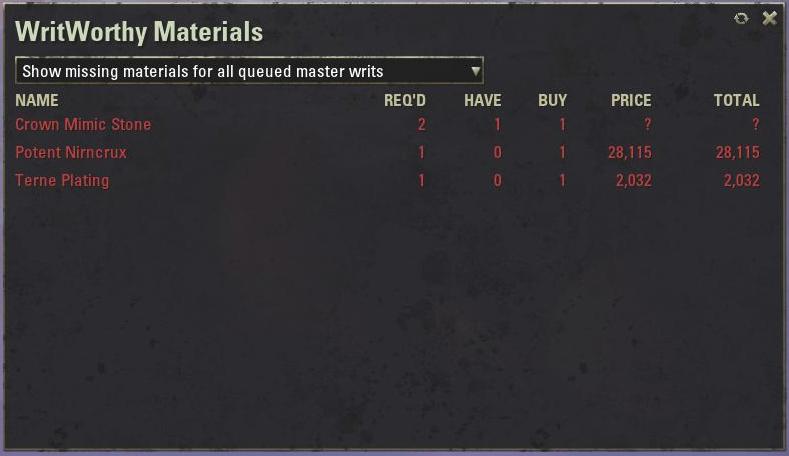 WritWorthy Materials
Show missing materials for all queued master writs
NAME REQ'D HAVE BUY PRICE TOTAL
Crown Mimic Stone 2 1 1 ? ?
Potent Nirncrux 1 0 1 28,115 28,115
Terne Plating 1 0 1 2,032 2,032